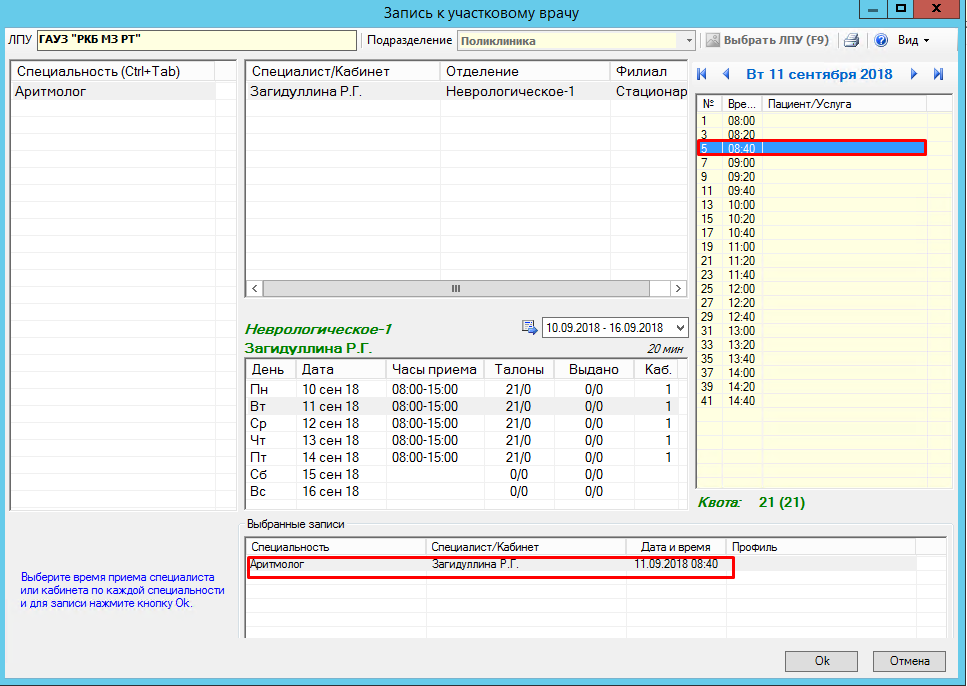 Запись к участковому врачу
ЛПУ ГАУЗ "РКБ МЗ РТ" Подразделение Поликлиника Выбрать ЛПУ (F9) Вид
Специальность (Ctrl+Tab)
Аритмолог
Специалист/Кабинет Отделение Филиал
Загидуллина Р.Г. Неврологическое-1 Стационар
Неврологическое-1 10.09.2018 - 16.09.2018
Загидуллина Р.Г. 20 мин
День Дата Часы приема Талоны Выдано Каб.
Пн 10 сен 18 08:00-15:00 21/0 0/0 1
Вт 11 сен 18 08:00-15:00 21/0 0/0 1
Ср 12 сен 18 08:00-15:00 21/0 0/0 1
Чт 13 сен 18 08:00-15:00 21/0 0/0 1
Пт 14 сен 18 08:00-15:00 21/0 0/0 1
Сб 15 сен 18 0/0 0/0
Вс 16 сен 18 0/0 0/0
Вт 11 сентября 2018
№ Вре... Пациент/Услуга
1 08:00
3 08:20
5 08:40
7 09:00
9 09:20
11 09:40
13 10:00
15 10:20
17 10:40
19 11:00
21 11:20
23 11:40
25 12:00
27 12:20
29 12:40
31 13:00
33 13:20
35 13:40
37 14:00
39 14:20
41 14:40
Квота: 21 (21)
Выбранные записи
Специальность Специалист/Кабинет Дата и время Профиль
Аритмолог Загидуллина Р.Г. 11.09.2018 08:40
Выберите время приема специалиста
или кабинета по каждой специальности
и для записи нажмите кнопку Ok.
Ok Отмена